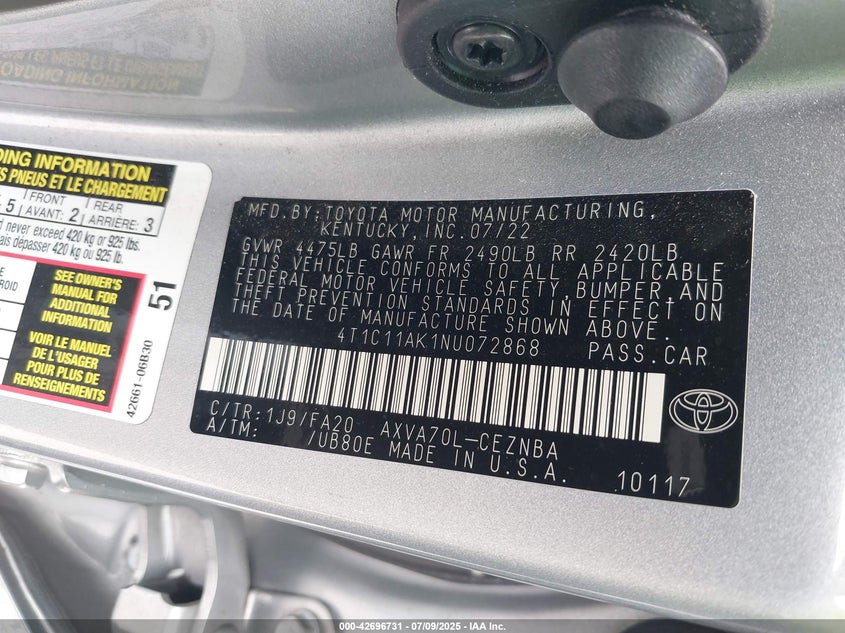 LOADING INFORMATION
DING INFORMATION
S PNEUS ET LE CHARGEMENT
5 FRONT AVANT: 2 REAR ARRIÈRE: 3
never exceed 420 kg or 925 lbs.
is dépasser 420 kg ou 925 lb.
SEE OWNER'S
MANUAL FOR
ADDITIONAL
INFORMATION
VOIR LE MANUEL
DE L'USAGER
POUR PLUS DE
RENSEIGNEMENTS
51
42661-06B30
MFD.BY:TOYOTA MOTOR MANUFACTURING,
KENTUCKY,INC.07/22
GVWR 4475LB GAWR FR 2490LB RR 2420LB
THIS VEHICLE CONFORMS TO ALL APPLICABLE
FEDERAL MOTOR VEHICLE SAFETY,BUMPER,AND
THEFT PREVENTION STANDARDS IN EFFECT ON
THE DATE OF MANUFACTURE SHOWN ABOVE.
4T1C11AK1NU072868 PASS.CAR
C/TR:1J9/FA20 AXVA70L-CEZNBA
A/TM: /UB80E MADE IN U.S.A.
10117
TOYOTA
000-42696731 - 07/09/2025 - IAA Inc.